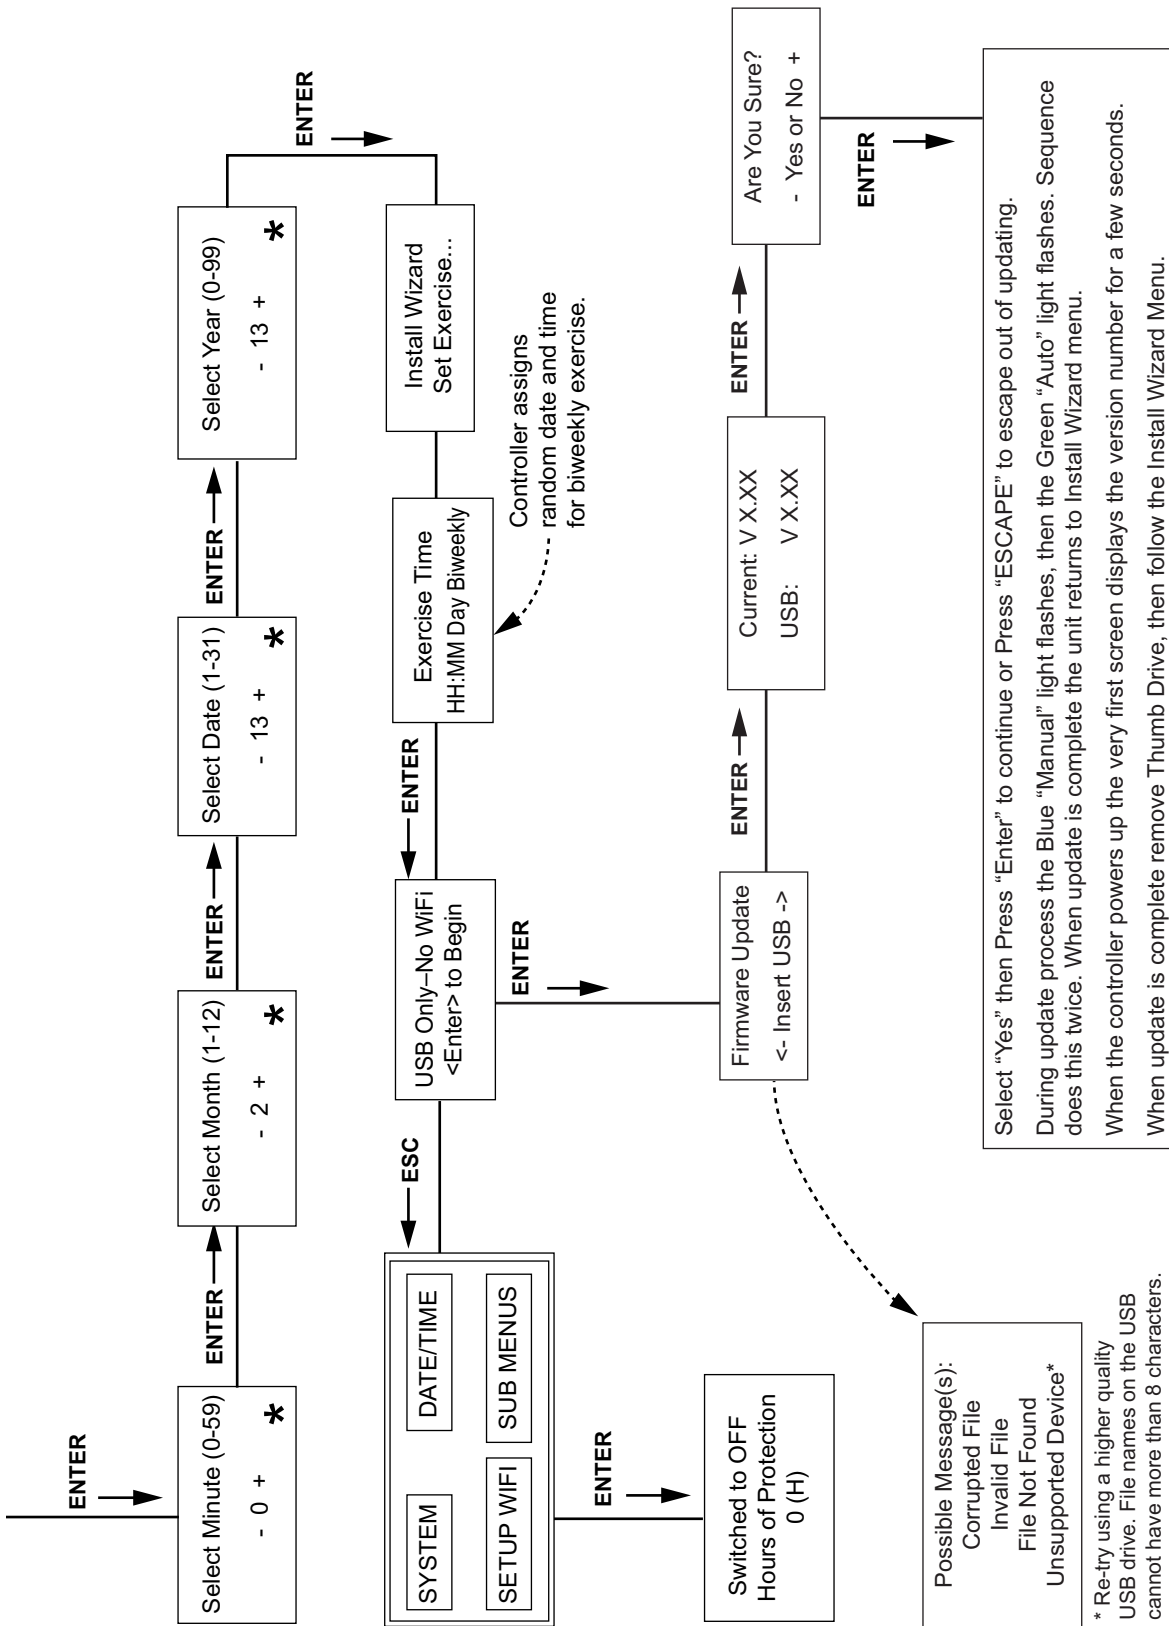 ENTER
Select Minute (0-59)
- 0 +
*
ENTER
Select Month (1-12)
- 2 +
*
ENTER
Select Date (1-31)
- 13 +
*
ENTER
Select Year (0-99)
- 13 +
*
ENTER
Install Wizard
Set Exercise...
Exercise Time
HH:MM Day Biweekly
Controller assigns
random date and time
for biweekly exercise.
ENTER
USB Only–No WiFi
<Enter> to Begin
ESC
SYSTEM
DATE/TIME
SETUP WIFI
SUB MENUS
ENTER
Switched to OFF
Hours of Protection
0 (H)
ENTER
Firmware Update
<- Insert USB ->
ENTER
Current: V X.XX
USB: V X.XX
ENTER
Are You Sure?
- Yes or No +
ENTER
Possible Message(s):
Corrupted File
Invalid File
File Not Found
Unsupported Device*
* Re-try using a higher quality
USB drive. File names on the USB
cannot have more than 8 characters.
Select “Yes” then Press “Enter” to continue or Press “ESCAPE” to escape out of updating.
During update process the Blue “Manual” light flashes, then the Green “Auto” light flashes. Sequence
does this twice. When update is complete the unit returns to Install Wizard menu.
When the controller powers up the very first screen displays the version number for a few seconds.
When update is complete remove Thumb Drive, then follow the Install Wizard Menu.